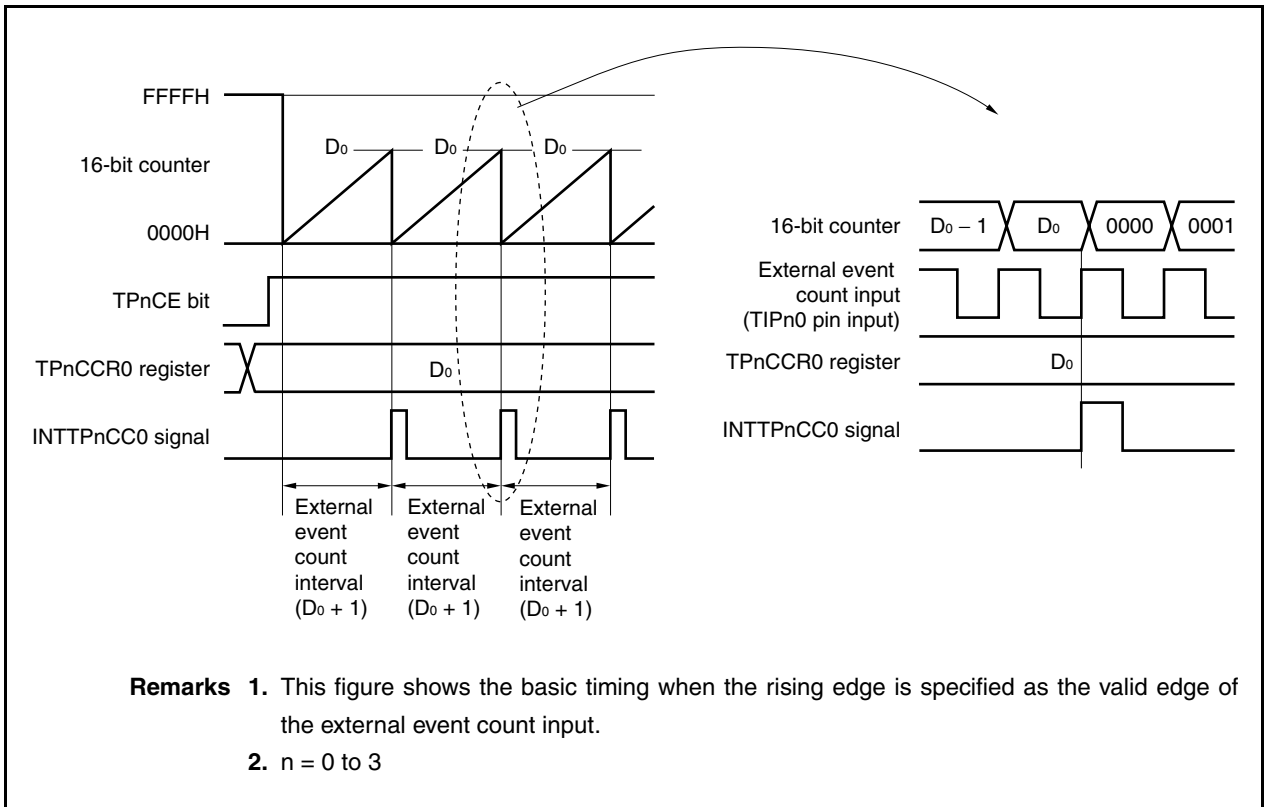 FFFFH
16-bit counter
0000H
D0 D0 D0
TPnCE bit
TPnCCR0 register
D0
INTTPnCC0 signal
External
event
count
interval
(D0 + 1)
External
event
count
interval
(D0 + 1)
External
event
count
interval
(D0 + 1)
16-bit counter
D0 − 1 D0 0000 0001
External event
count input
(TIPn0 pin input)
TPnCCR0 register
D0
INTTPnCC0 signal
Remarks 1. This figure shows the basic timing when the rising edge is specified as the valid edge of
the external event count input.
2. n = 0 to 3